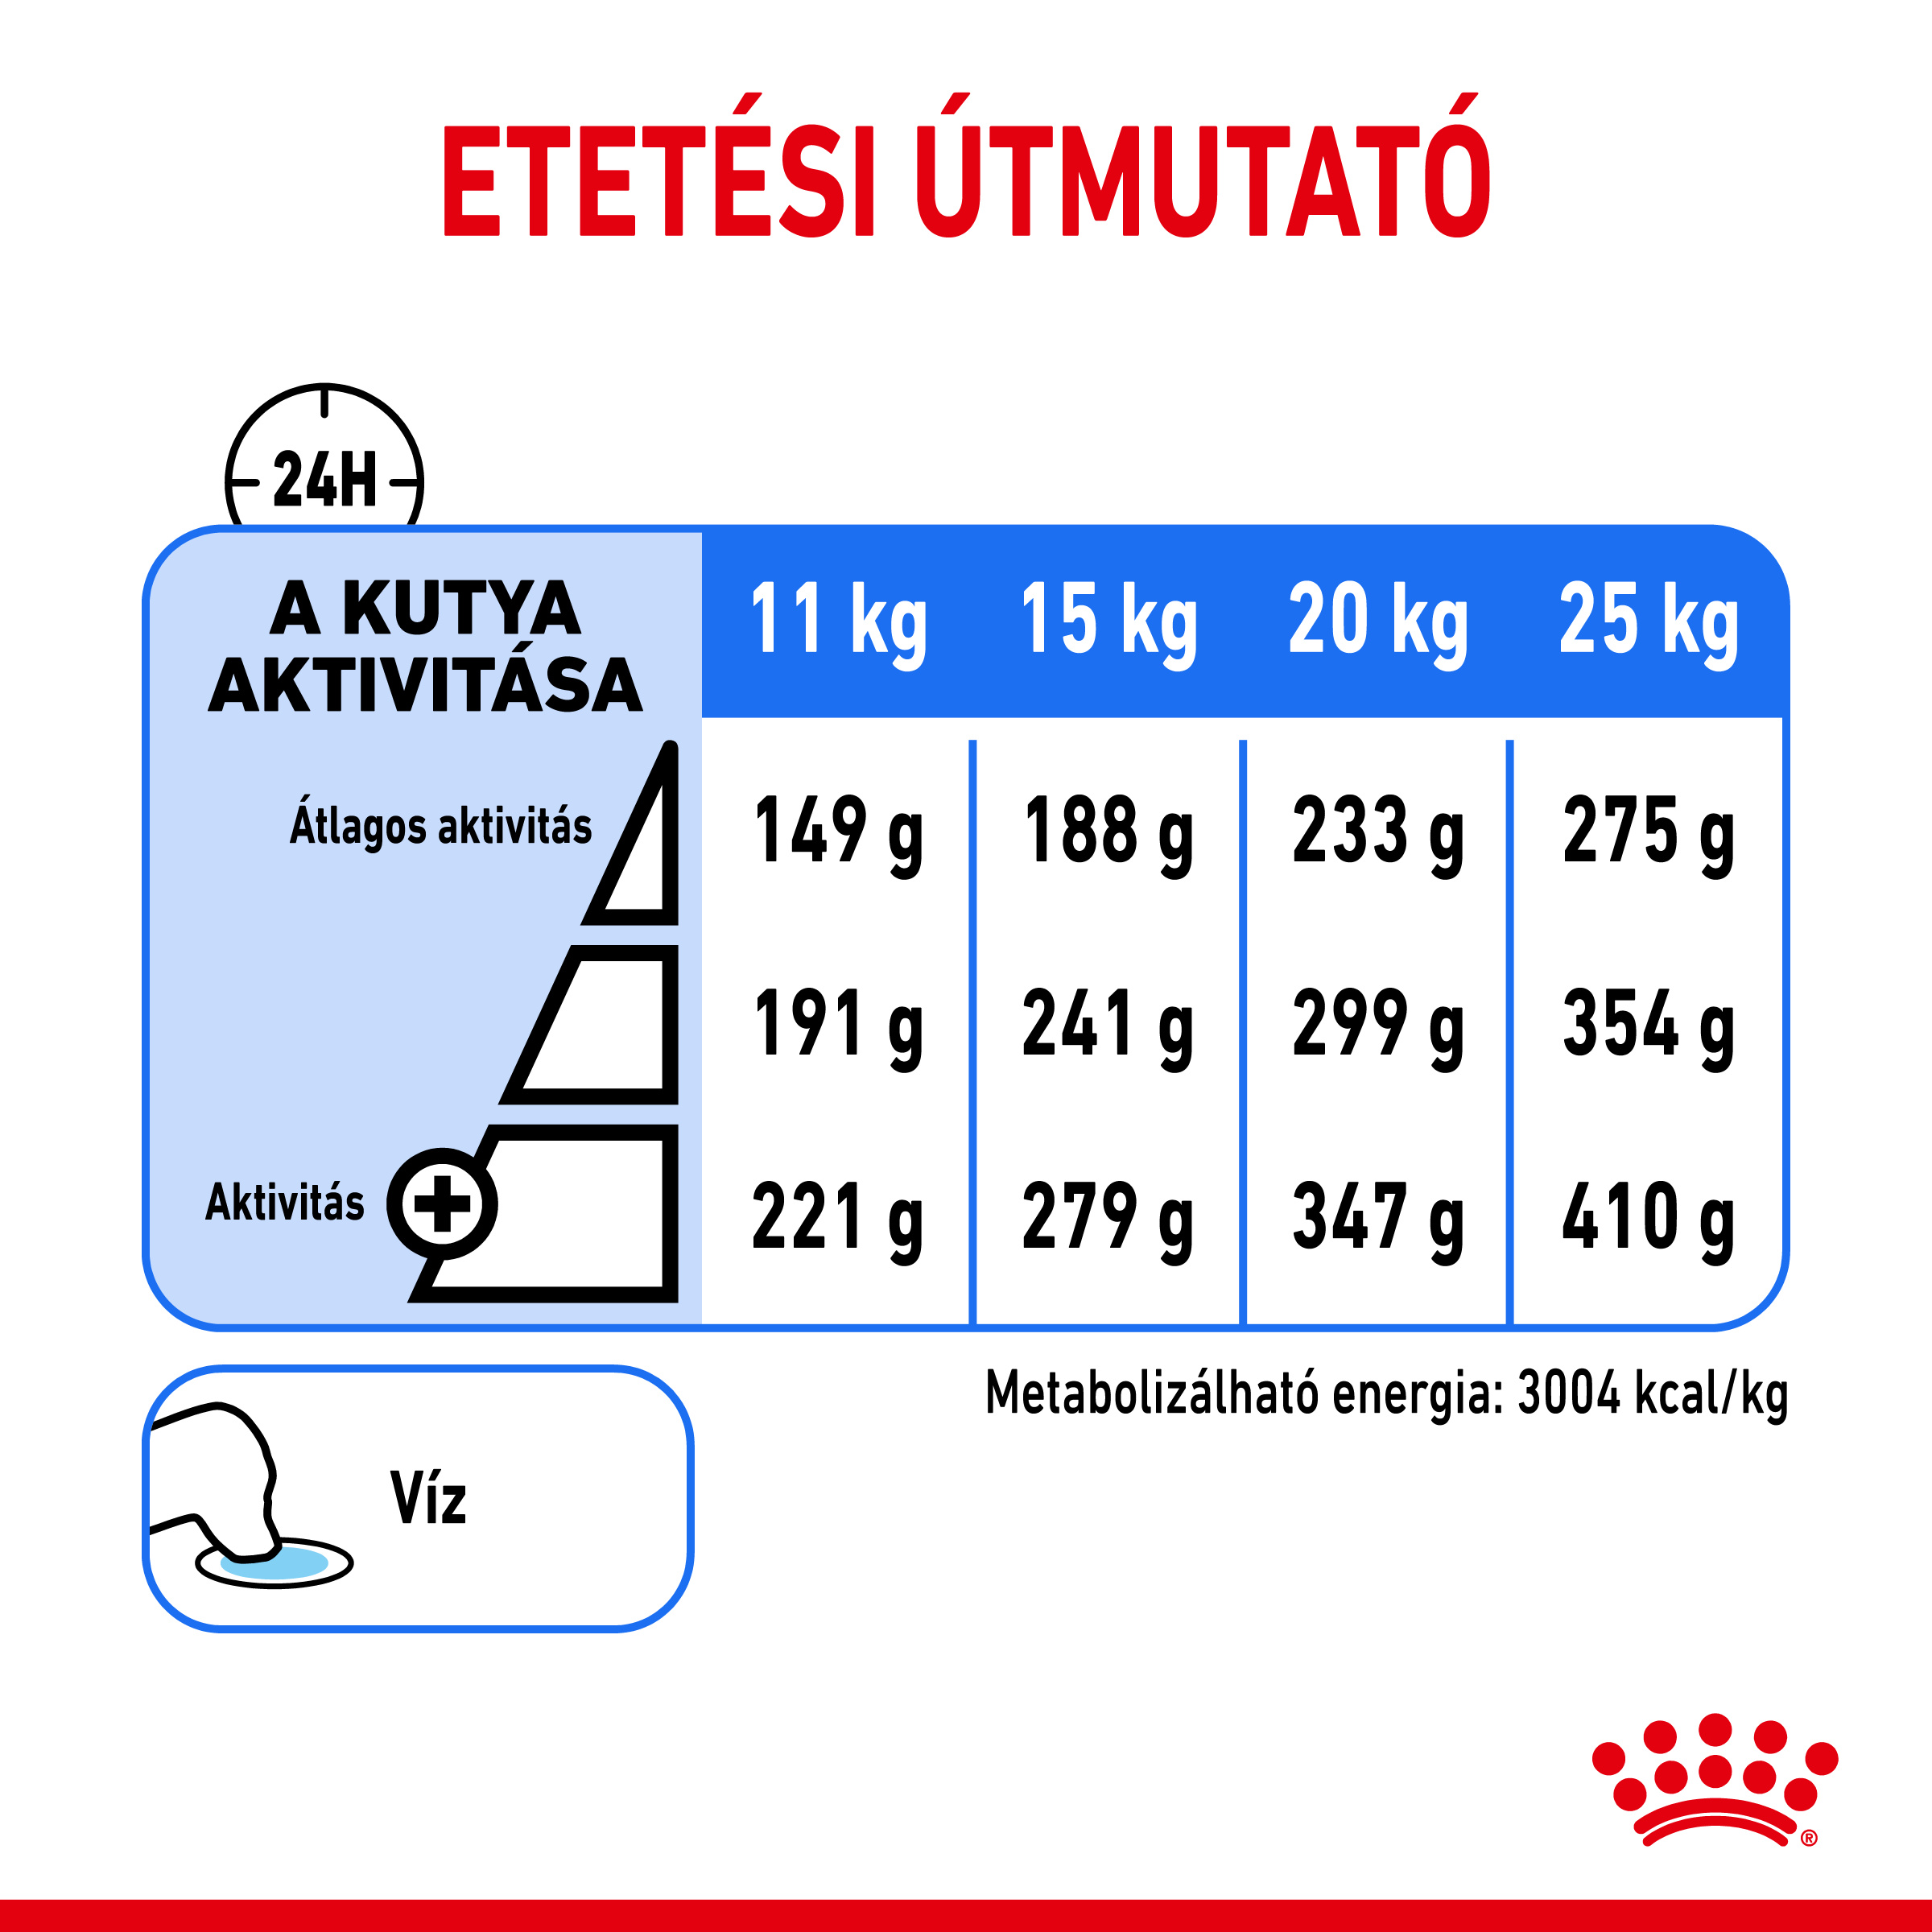 ETETÉSI ÚTMUTATÓ
24H
A KUTYA
AKTIVITÁSA
11 kg 15 kg 20 kg 25 kg
Átlagos aktivitás 149 g 188 g 233 g 275 g
191 g 241 g 299 g 354 g
Aktivitás + 221 g 279 g 347 g 410 g
Metabolizálható energia: 3004 kcal/kg
Víz
®